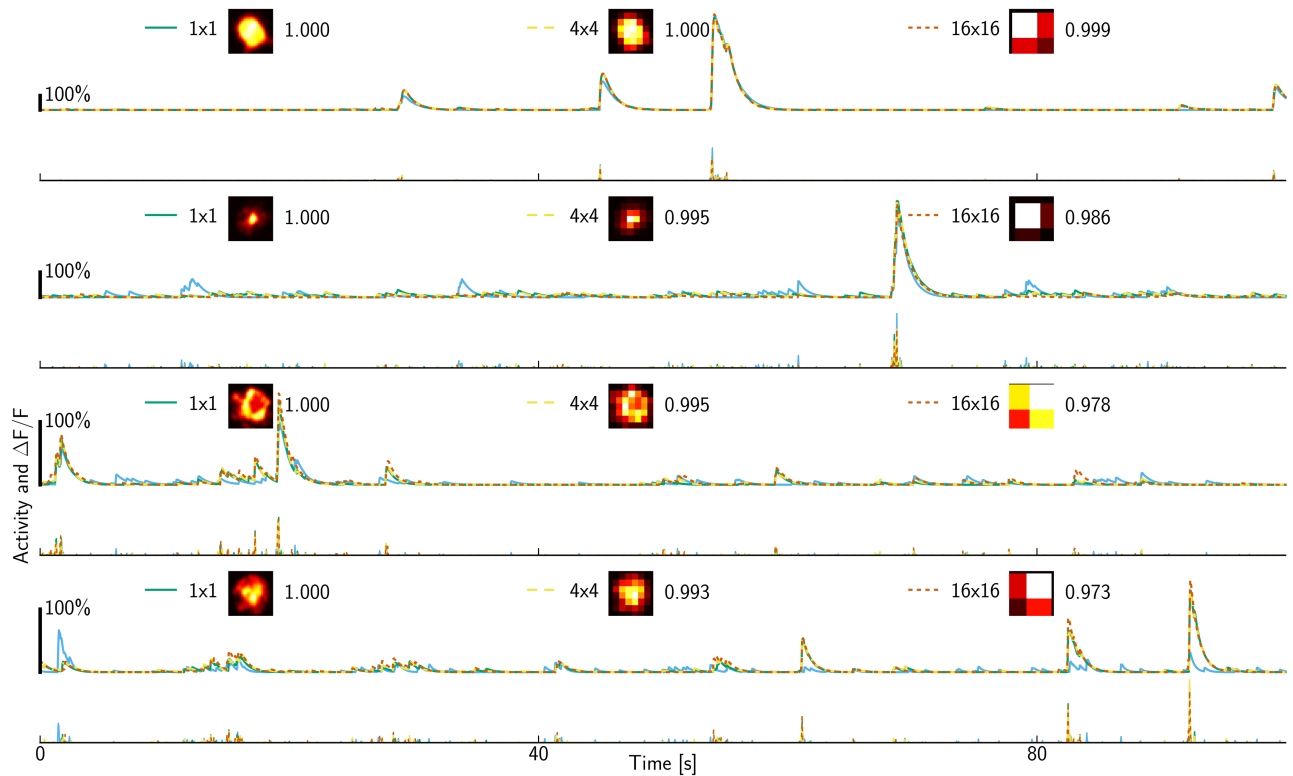 1x1 1.000 4x4 1.000 16x16 0.999
100%
1x1 1.000 4x4 0.995 16x16 0.986
100%
1x1 1.000 4x4 0.995 16x16 0.978
100%
1x1 1.000 4x4 0.993 16x16 0.973
100%
Activity and ΔF/F
0 40 80
Time [s]